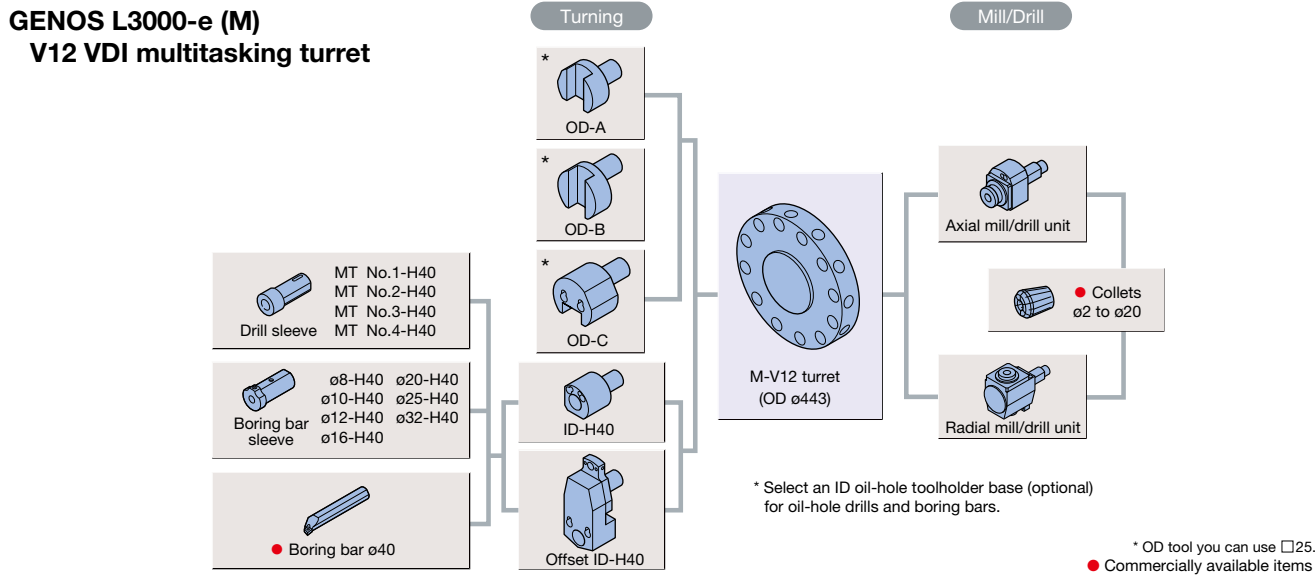 GENOS L3000-e (M)
V12 VDI multitasking turret
Turning
Mill/Drill
*
OD-A
*
OD-B
*
OD-C
MT No.1-H40
MT No.2-H40
MT No.3-H40
MT No.4-H40
Drill sleeve
ø8-H40 ø20-H40
ø10-H40 ø25-H40
ø12-H40 ø32-H40
ø16-H40
Boring bar
sleeve
● Boring bar ø40
ID-H40
Offset ID-H40
M-V12 turret
(OD ø443)
Axial mill/drill unit
● Collets
ø2 to ø20
Radial mill/drill unit
* Select an ID oil-hole toolholder base (optional)
for oil-hole drills and boring bars.
* OD tool you can use □25.
● Commercially available items